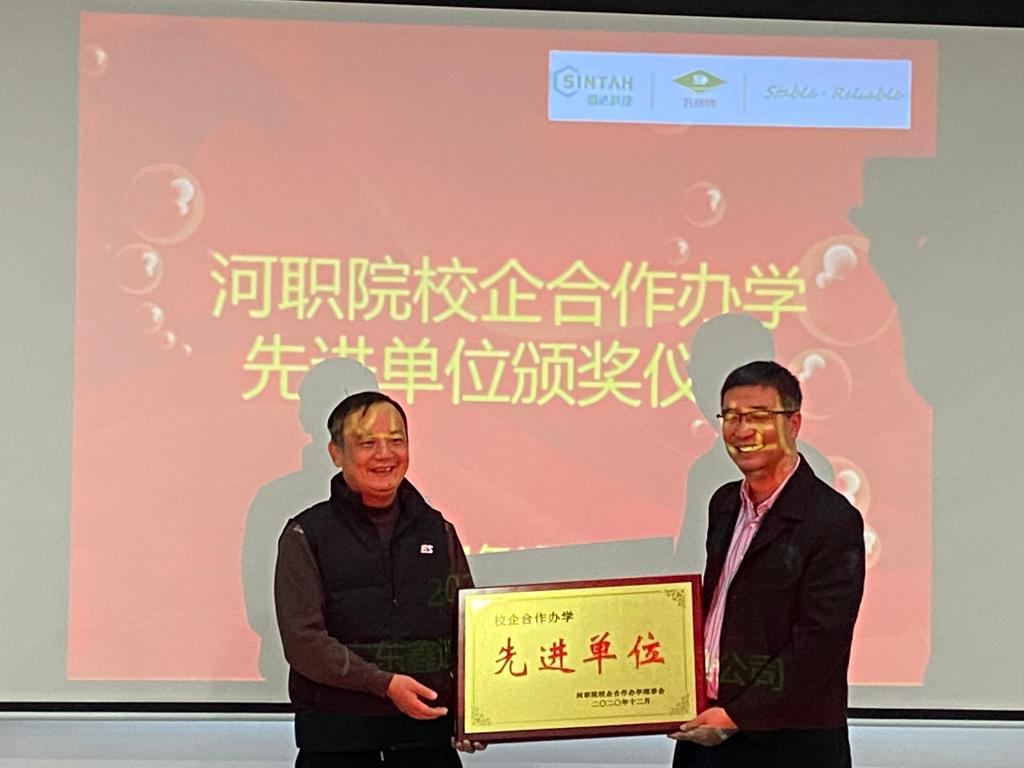 SINTAH
Stable · Reliable
河职院校企合作办学
先进单位颁奖仪
校企合作办学
先进单位
河职院校企合作办学理事会
二〇二〇年十二月
公司